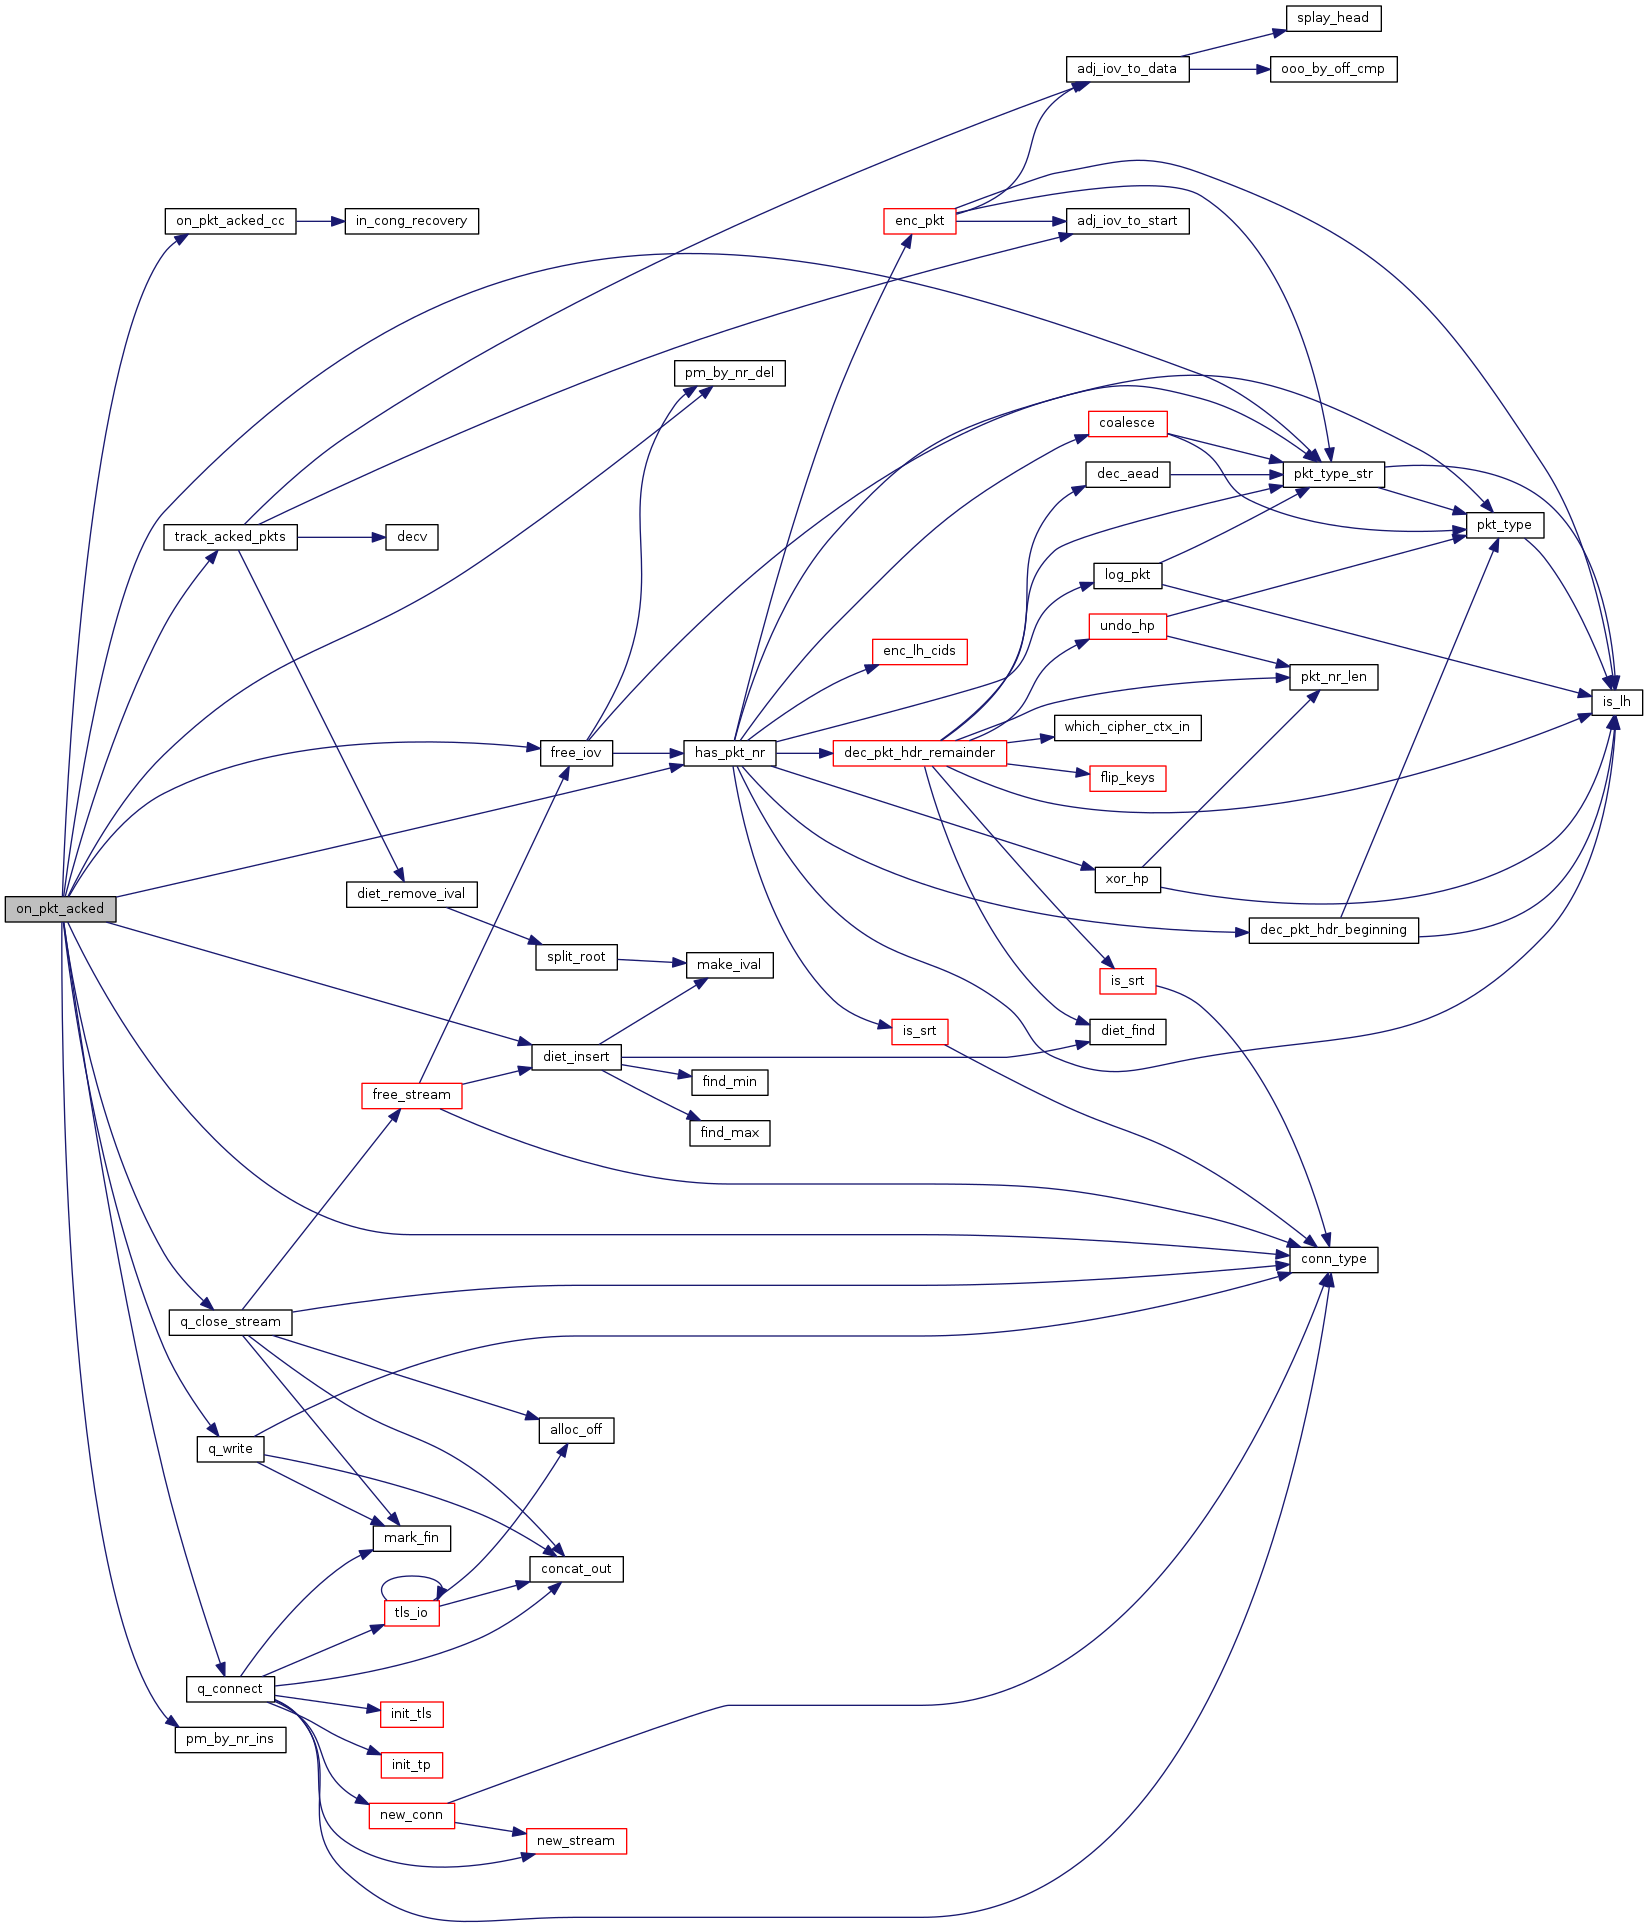 splay_head
adj_iov_to_data
ooo_by_off_cmp
on_pkt_acked_cc
in_cong_recovery
enc_pkt
adj_iov_to_start
pm_by_nr_del
coalesce
dec_aead
pkt_type_str
track_acked_pkts
decv
pkt_type
log_pkt
undo_hp
enc_lh_cids
pkt_nr_len
is_lh
which_cipher_ctx_in
free_iov
has_pkt_nr
dec_pkt_hdr_remainder
flip_keys
diet_remove_ival
xor_hp
on_pkt_acked
dec_pkt_hdr_beginning
split_root
make_ival
is_srt
is_srt
diet_find
diet_insert
find_min
free_stream
find_max
conn_type
q_close_stream
alloc_off
q_write
mark_fin
concat_out
tls_io
q_connect
init_tls
pm_by_nr_ins
init_tp
new_conn
new_stream